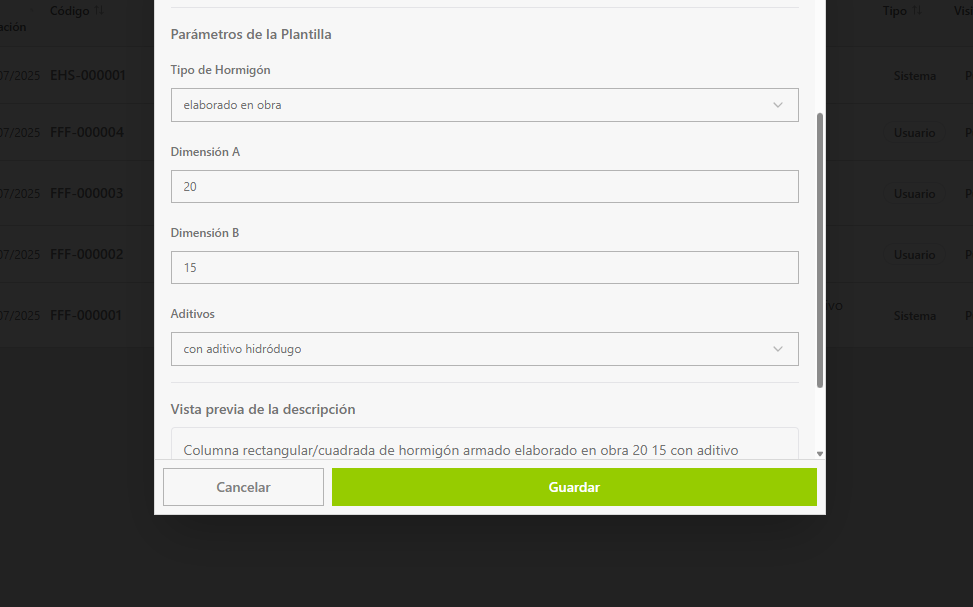 Código
Tipo
Parámetros de la Plantilla
Tipo de Hormigón
elaborado en obra
07/2025 EHS-000001
Sistema
07/2025 FFF-000004
Usuario
Dimensión A
20
07/2025 FFF-000003
Usuario
Dimensión B
15
07/2025 FFF-000002
Usuario
Aditivos
con aditivo hidródugo
07/2025 FFF-000001
Sistema
Vista previa de la descripción
Columna rectangular/cuadrada de hormigón armado elaborado en obra 20 15 con aditivo
Cancelar
Guardar